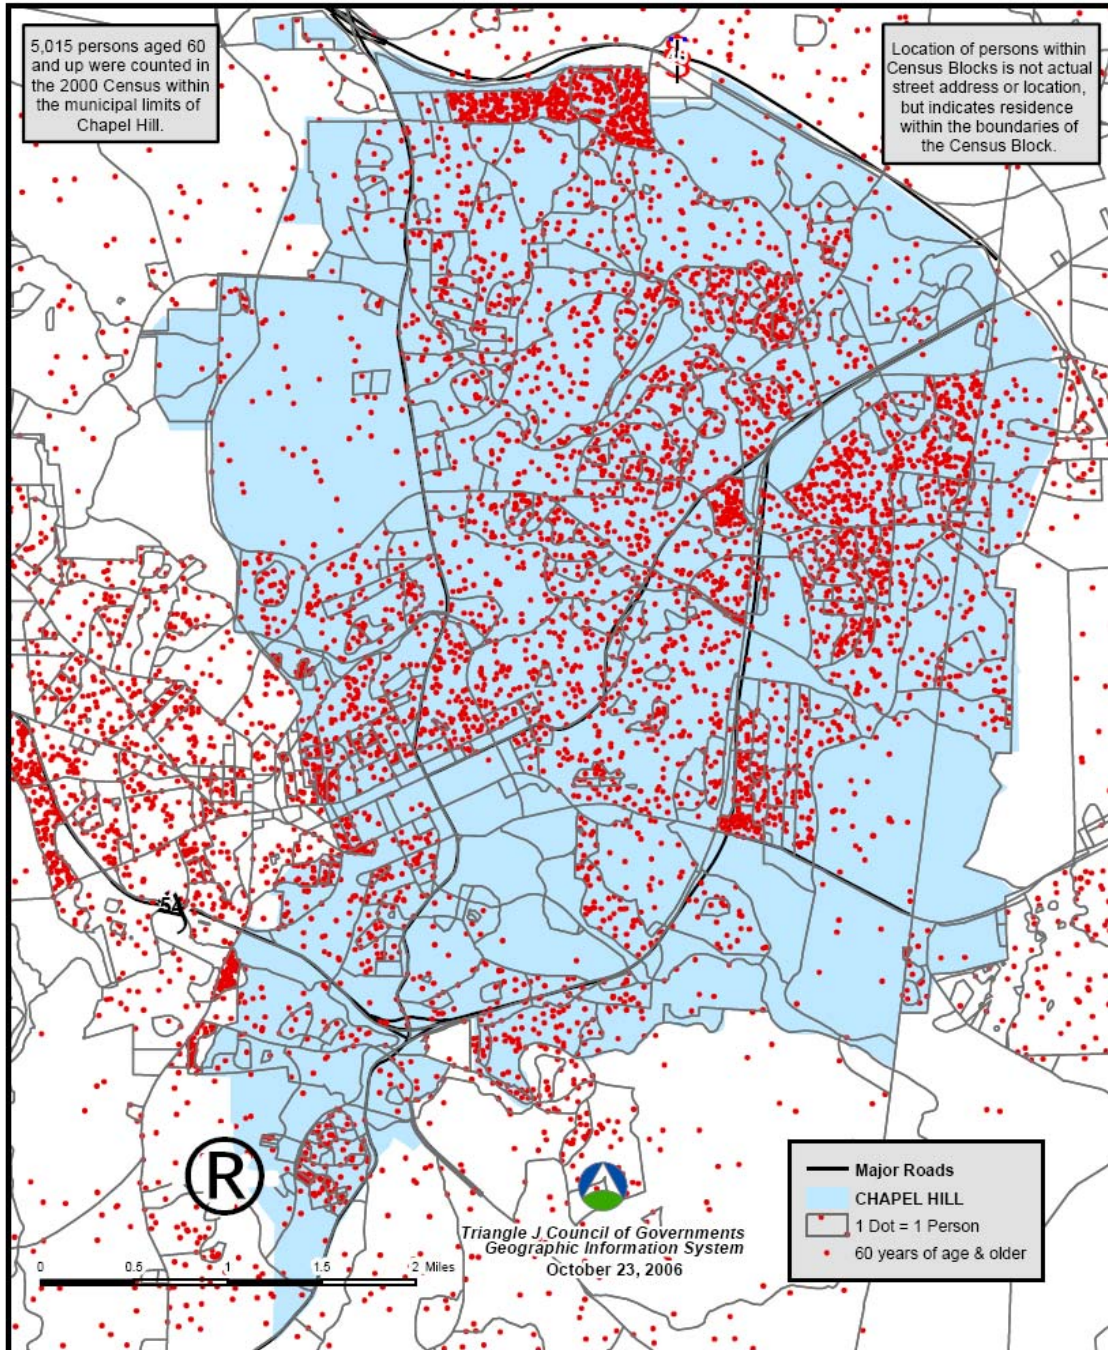 5,015 persons aged 60
and up were counted in
the 2000 Census within
the municipal limits of
Chapel Hill.
Location of persons within
Census Blocks is not actual
street address or location,
but indicates residence
within the boundaries of
the Census Block.
54
R
Triangle J Council of Governments
Geographic Information System
October 23, 2006
0 0.5 1 1.5 2 Miles
Major Roads
CHAPEL HILL
1 Dot = 1 Person
60 years of age & older